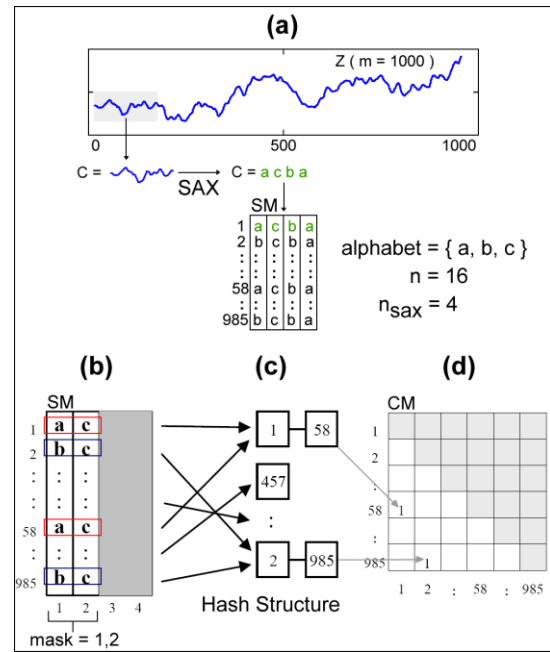 (a)
Z ( m = 1000 )
0 500 1000
C = SAX C = a c b a
SM
1 a c b a
2 b c b a
: : : : :
: : : : :
58 a c b a
: : : : :
985 b c b a
alphabet = { a, b, c }
n = 16
nsax = 4
(b) (c) (d)
SM
1 a c
2 b c
: : :
: : :
58 a c
: : :
985 b c
1 2 3 4
mask = 1,2
1 58
457
:
2 985
Hash Structure
CM
1
2
:
58 1
:
985 1
1 2 : 58 : 985